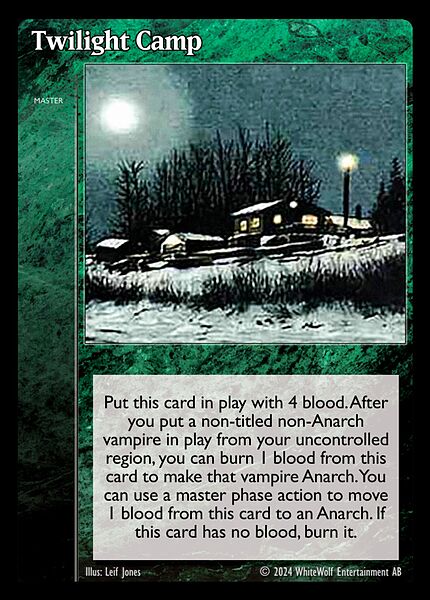 Twilight Camp
MASTER
Put this card in play with 4 blood. After
you put a non-titled non-Anarch
vampire in play from your uncontrolled
region, you can burn 1 blood from this
card to make that vampire Anarch. You
can use a master phase action to move
1 blood from this card to an Anarch. If
this card has no blood, burn it.
Illus: Leif Jones
© 2024 WhiteWolf Entertainment AB